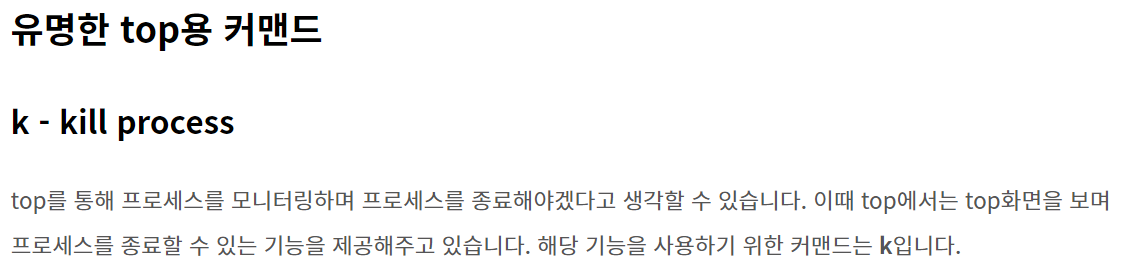 유명한 top용 커맨드
k - kill process
top를 통해 프로세스를 모니터링하며 프로세스를 종료해야겠다고 생각할 수 있습니다. 이때 top에서는 top화면을 보며
프로세스를 종료할 수 있는 기능을 제공해주고 있습니다. 해당 기능을 사용하기 위한 커맨드는 k입니다.